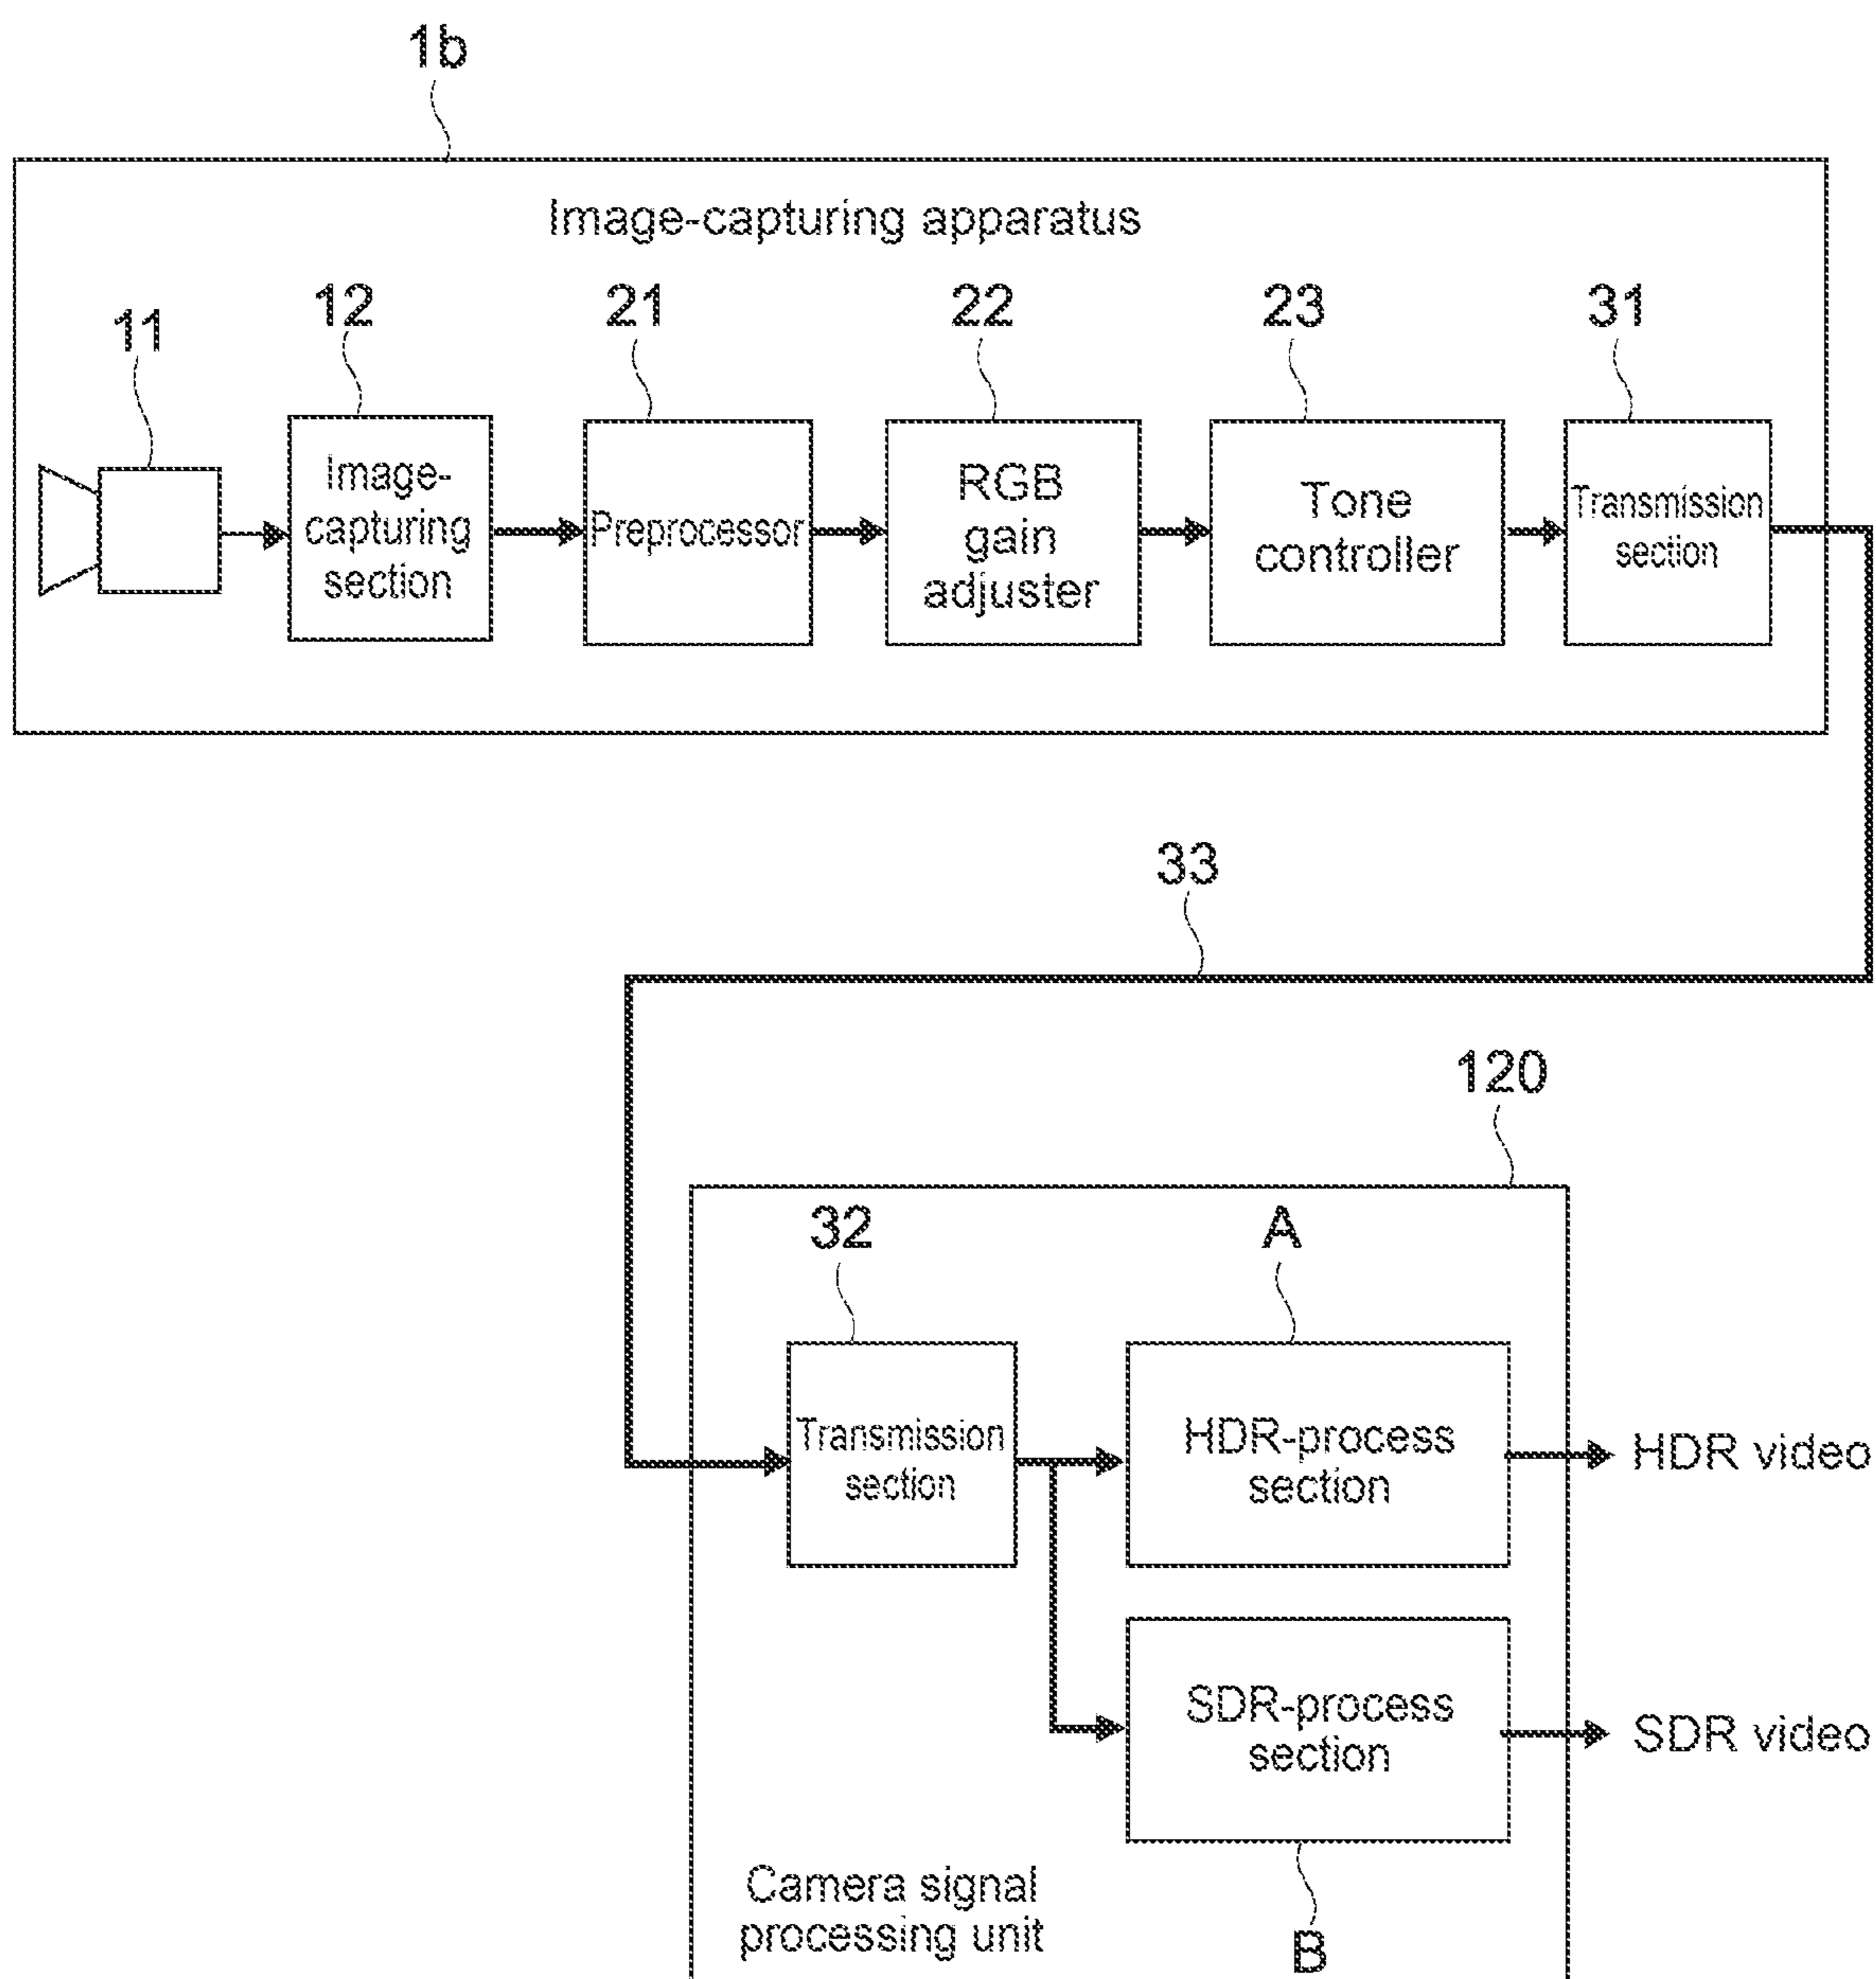 1b
Image-capturing apparatus
11
12
21
22
23
31
Image-
capturing
section
Preprocessor
RGB
gain
adjuster
Tone
controller
Transmission
section
33
120
32
A
Transmission
section
HDR-process
section
HDR video
SDR-process
section
SDR video
Camera signal
processing unit
B